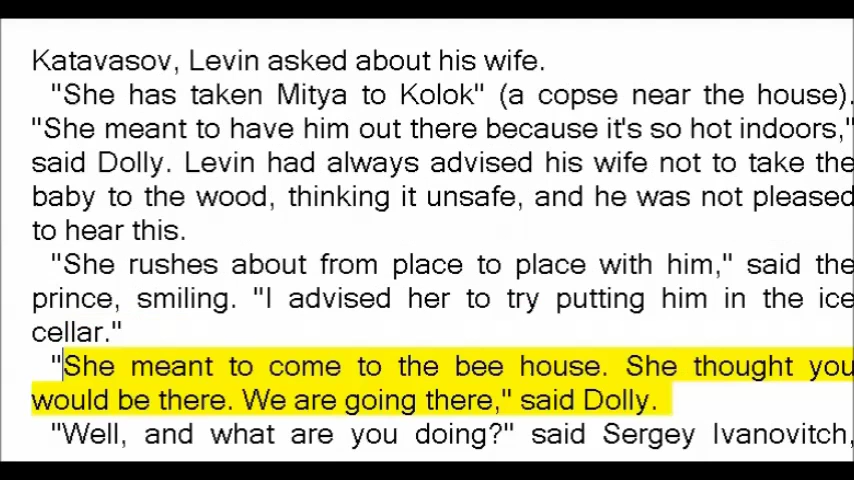 Katavasov, Levin asked about his wife.
"She has taken Mitya to Kolok" (a copse near the house).
"She meant to have him out there because it's so hot indoors,"
said Dolly. Levin had always advised his wife not to take the
baby to the wood, thinking it unsafe, and he was not pleased
to hear this.
"She rushes about from place to place with him," said the
prince, smiling. "I advised her to try putting him in the ice
cellar."
"She meant to come to the bee house. She thought you
would be there. We are going there," said Dolly.
"Well, and what are you doing?" said Sergey Ivanovitch,